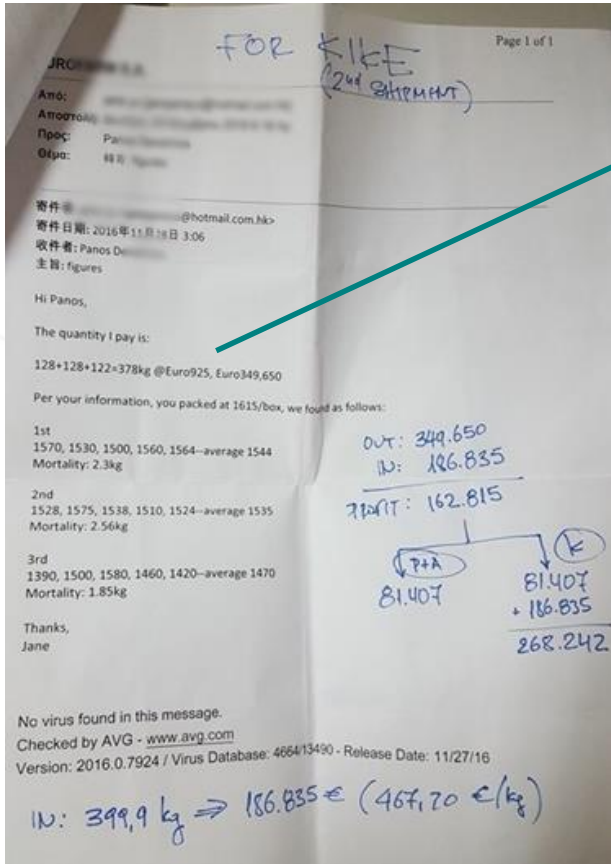 FOR KIKE
Page 1 of 1
(2nd SHIPMENT)
Από:
Προς:
Θέμα:
寄件
@hotmail.com.hk>
寄件日期: 2016年11月28日 3:06
收件者: Panos
主旨: figures
Hi Panos,
The quantity I pay is:
128+128+122=378kg @Euro925, Euro349,650
Per your information, you packed at 1615/box, we found as follows:
1st
1570, 1530, 1500, 1560, 1564--average 1544
Mortality: 2.3kg
2nd
1528, 1575, 1538, 1510, 1524--average 1535
Mortality: 2.56kg
3rd
1390, 1500, 1580, 1460, 1420--average 1470
Mortality: 1.85kg
Thanks,
Jane
OUT: 349.650
IN: 186.835
PROFIT: 162.815
P+A
K
81.407
81.407
+ 186.835
268.242
No virus found in this message.
Checked by AVG - www.avg.com
Version: 2016.0.7924 / Virus Database: 4664/13490 - Release Date: 11/27/16
IN: 399,9 kg ⇒ 186.835 € (467,20 €/kg)